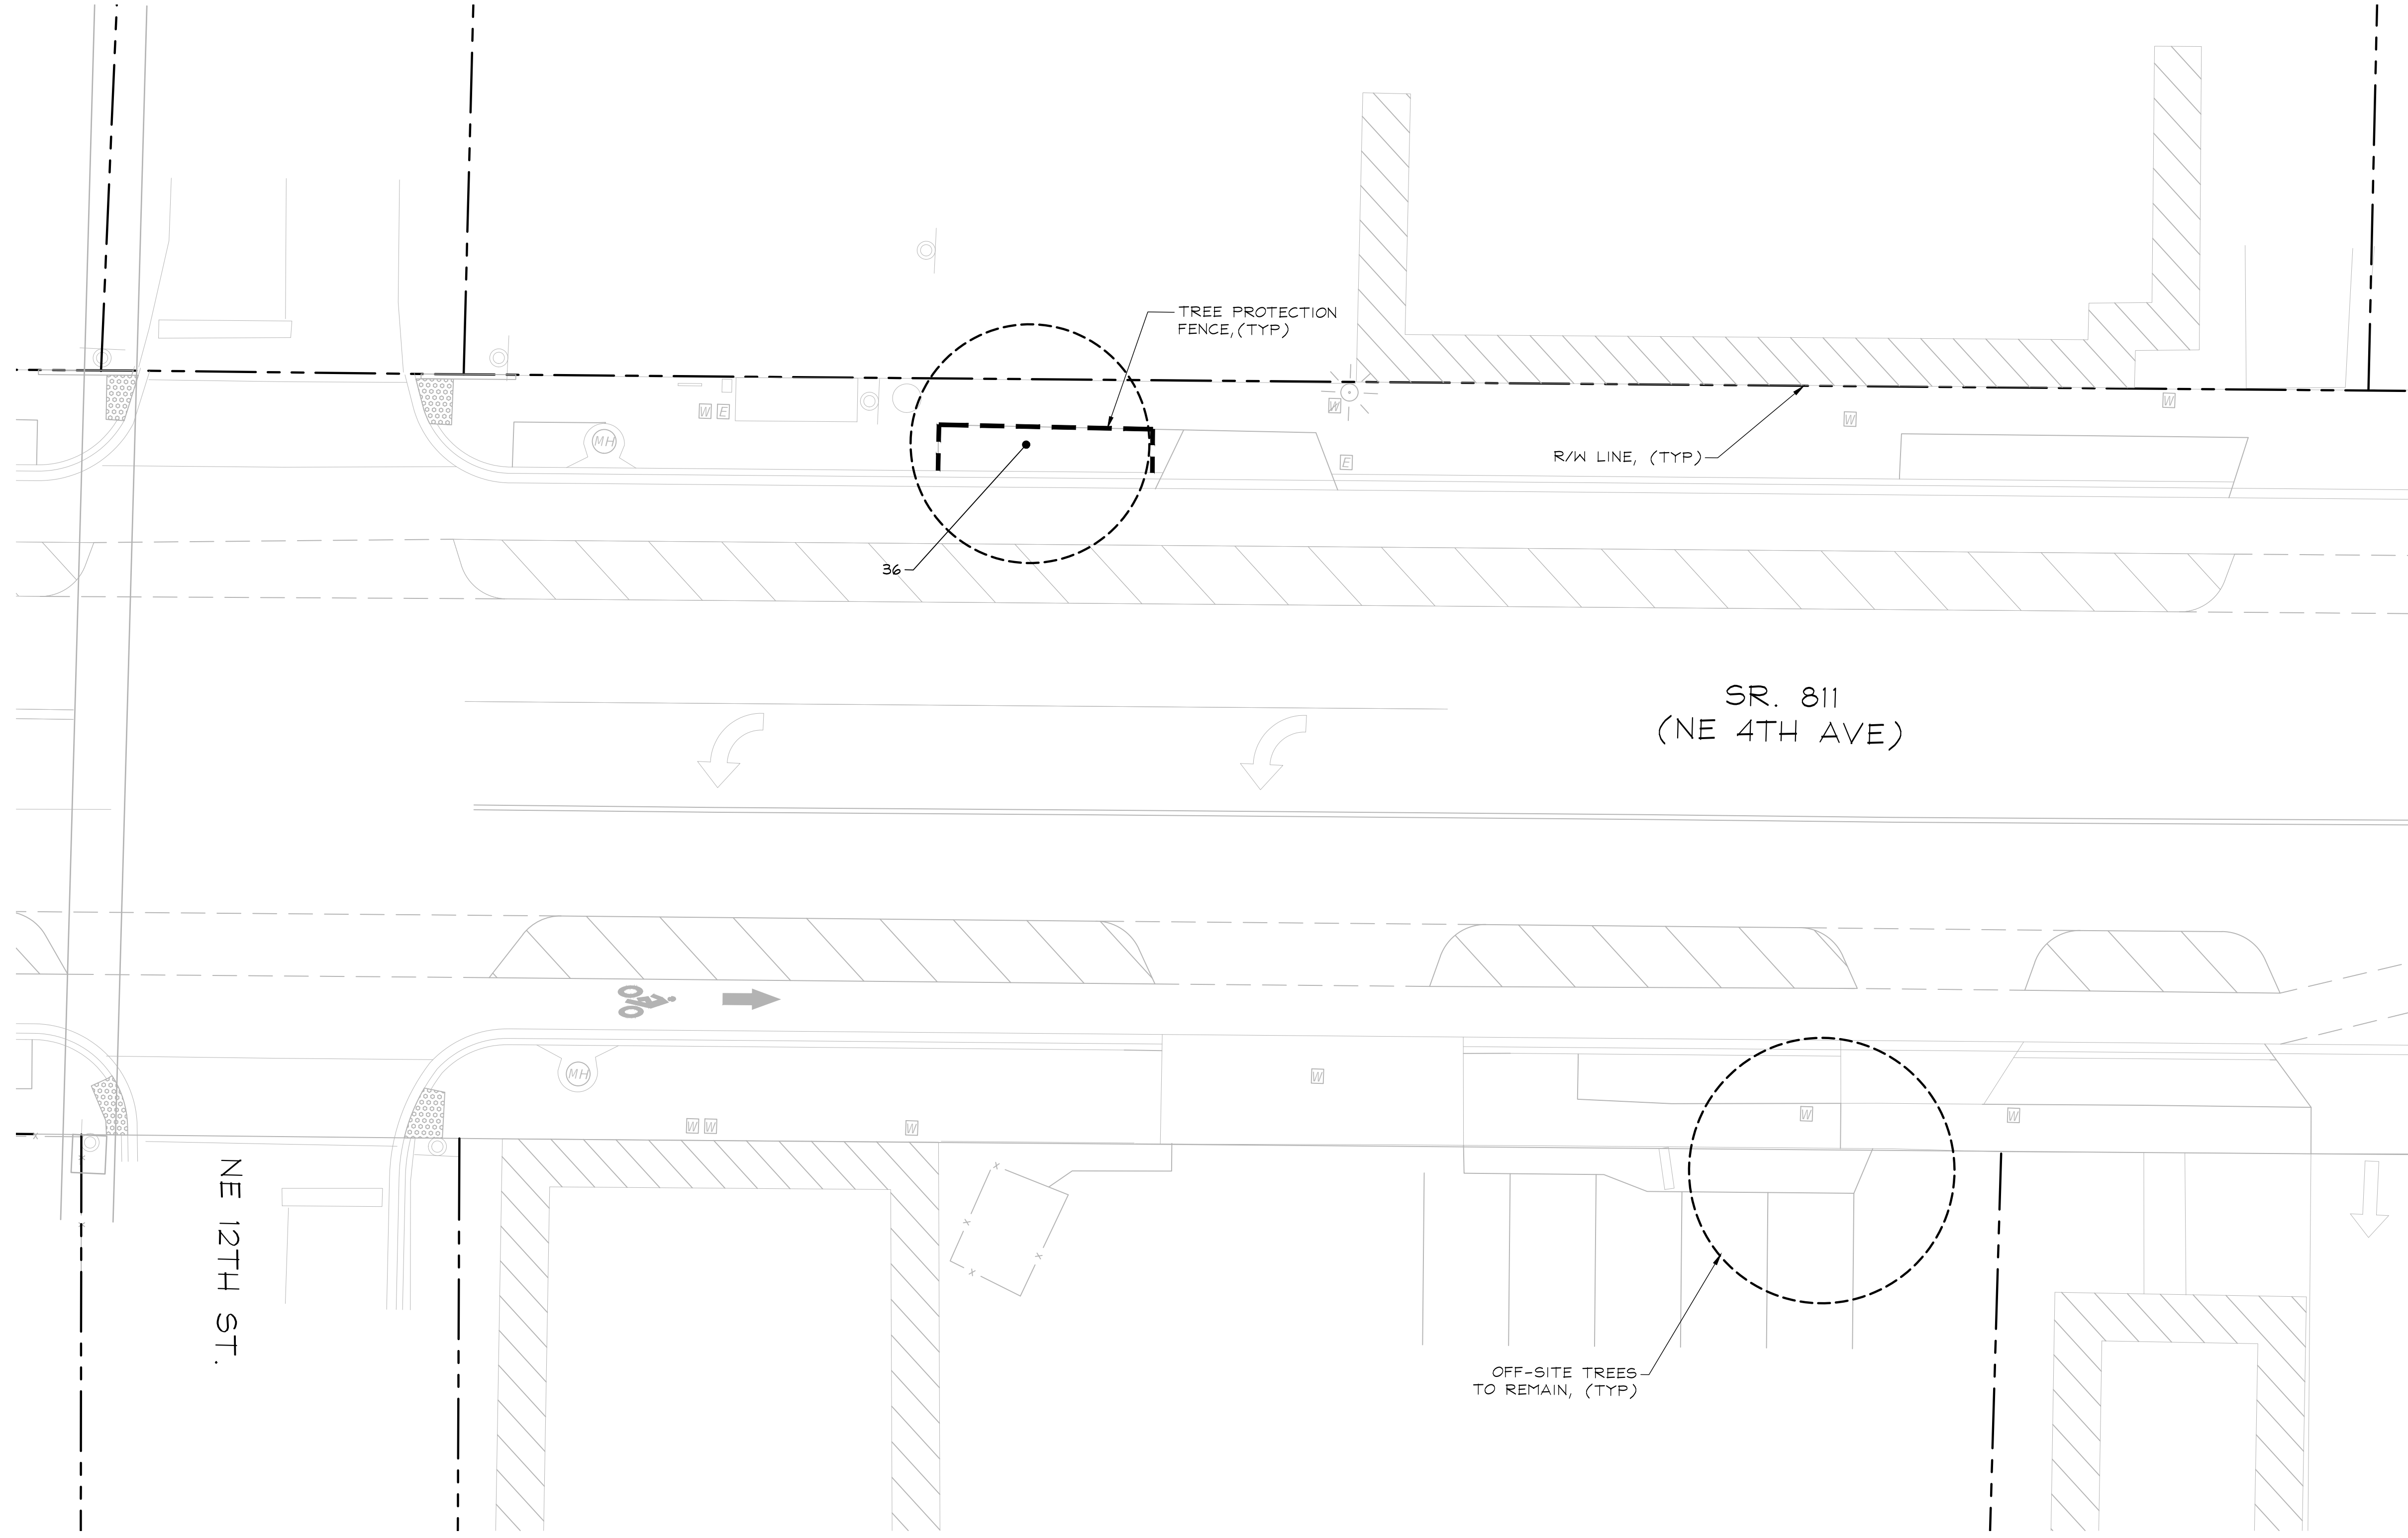 TREE PROTECTION
FENCE, (TYP)
W E
W
W
W
MH
E
R/W LINE, (TYP)
36
SR. 811
(NE 4TH AVE)
MH
W
W W
W
W
W
x
x
x
x
x
x
x
NE 12TH ST.
OFF-SITE TREES
TO REMAIN, (TYP)